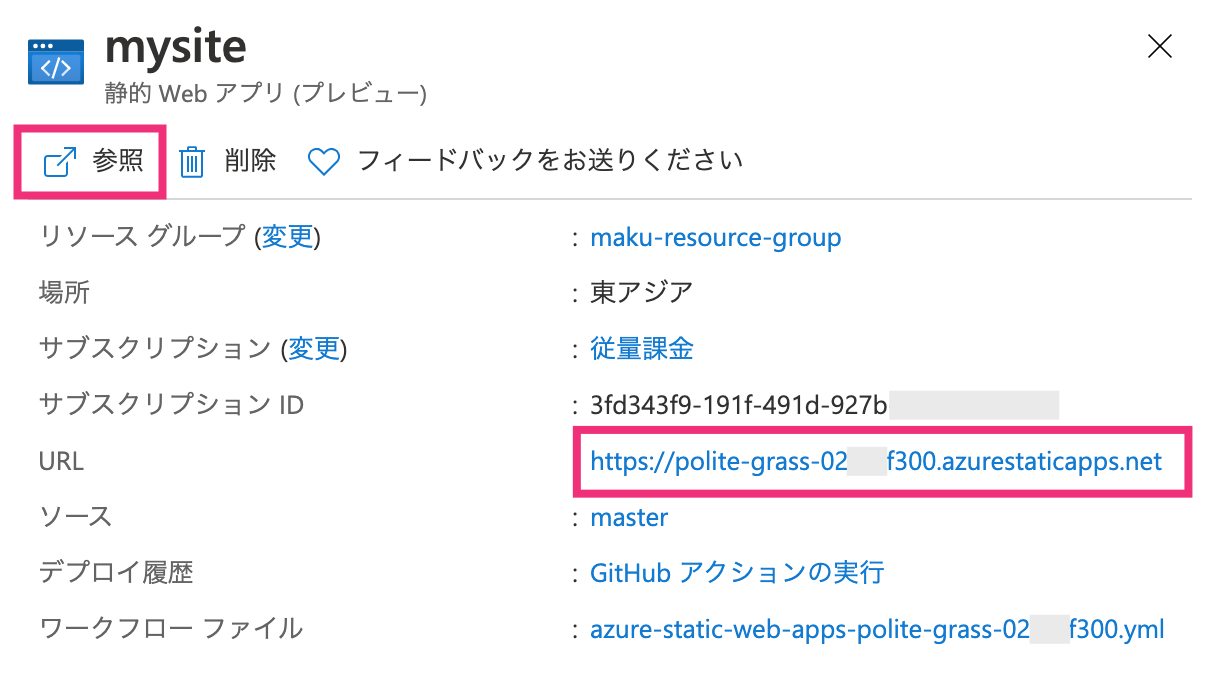 mysite
静的 Web アプリ (プレビュー)
参照 削除 フィードバックをお送りください
リソース グループ (変更) : maku-resource-group
場所 : 東アジア
サブスクリプション (変更) : 従量課金
サブスクリプション ID : 3fd343f9-191f-491d-927b
URL https://polite-grass-02 f300.azurestaticapps.net
ソース : master
デプロイ履歴 : GitHub アクションの実行
ワークフロー ファイル : azure-static-web-apps-polite-grass-02 f300.yml